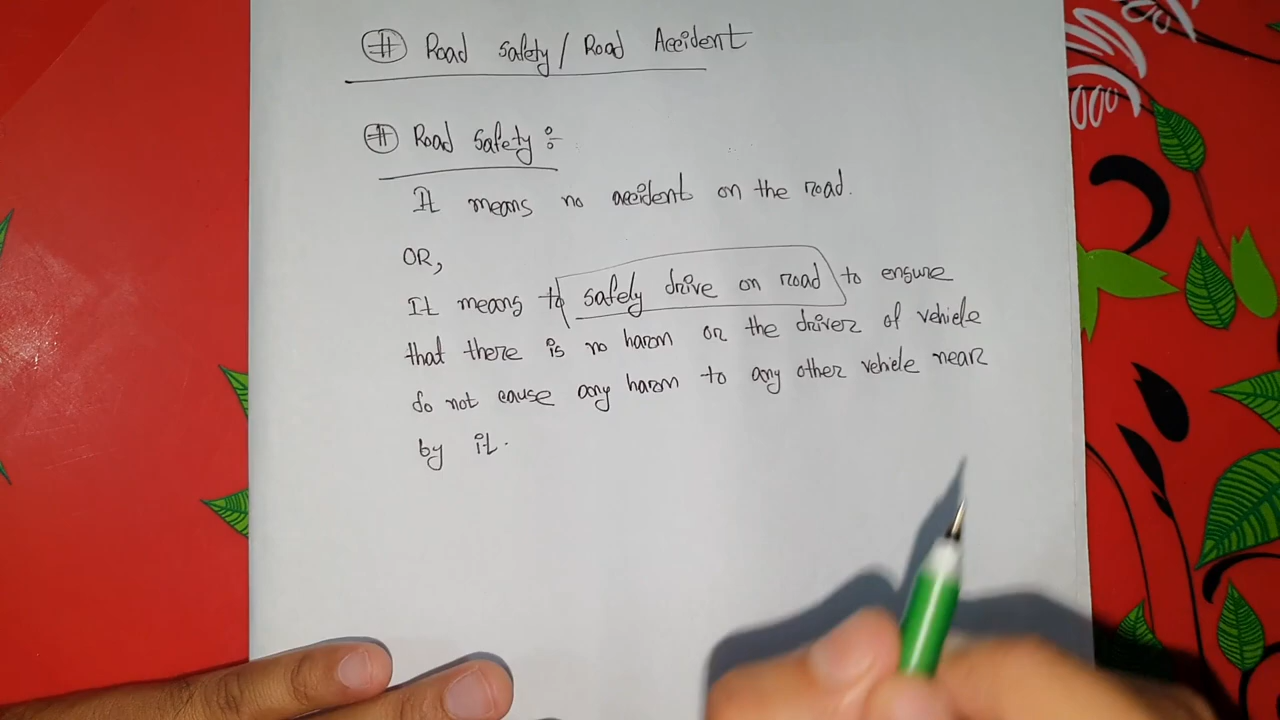 # Road Safety / Road Accident
# Road Safety :-
It means no accident on the road.
OR,
It means to safely drive on road to ensure
that there is no harm or the driver of vehicle
do not cause any harm to any other vehicle near
by it.